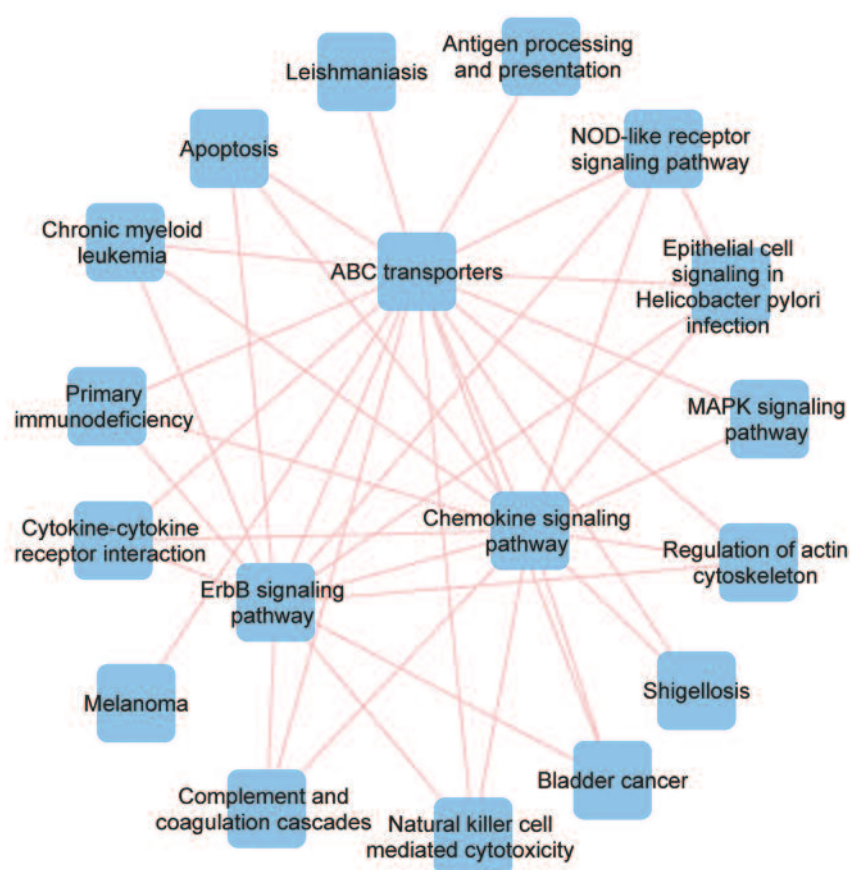 Antigen processing
and presentation
Leishmaniasis
NOD-like receptor
signaling pathway
Apoptosis
Chronic myeloid
leukemia
ABC transporters
Epithelial cell
signaling in
Helicobacter pylori
infection
Primary
immunodeficiency
MAPK signaling
pathway
Chemokine signaling
pathway
Cytokine-cytokine
receptor interaction
Regulation of actin
cytoskeleton
ErbB signaling
pathway
Melanoma
Shigellosis
Bladder cancer
Complement and
coagulation cascades
Natural killer cell
mediated cytotoxicity